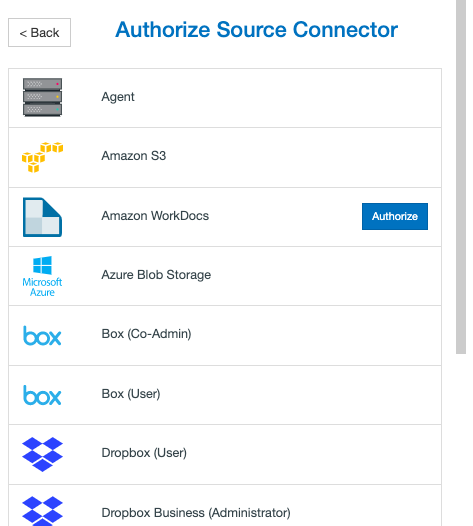 < Back
Authorize Source Connector
Agent
Amazon S3
Amazon WorkDocs
Authorize
Microsoft
Azure
Azure Blob Storage
box
Box (Co-Admin)
box
Box (User)
Dropbox (User)
Dropbox Business (Administrator)